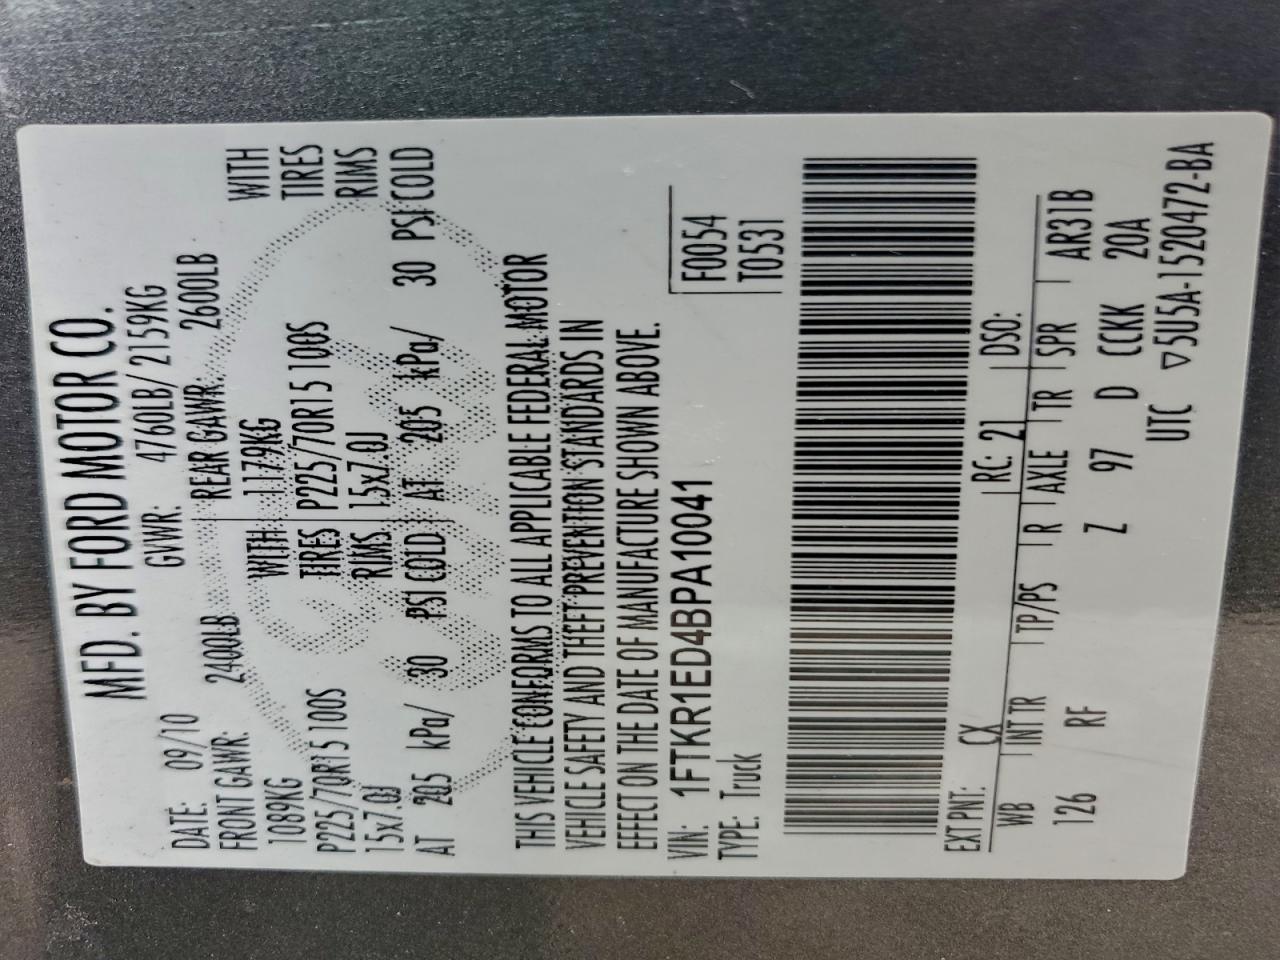 MFD. BY FORD MOTOR CO.
DATE: 09/10 GVWR: 4760LB/ 2159KG
FRONT GAWR: 2400LB REAR GAWR: 2600LB
1089KG WITH 1179KG WITH
P225/70R15 100S TIRES P225/70R15 100S TIRES
15x7.0J RIMS 15x7.0J RIMS
AT 205 kPa/ 30 PSI COLD AT 205 kPa/ 30 PSI COLD
THIS VEHICLE CONFORMS TO ALL APPLICABLE FEDERAL MOTOR
VEHICLE SAFETY AND THEFT PREVENTION STANDARDS IN
EFFECT ON THE DATE OF MANUFACTURE SHOWN ABOVE.
VIN: 1FTKR1ED4BPA10041 F0054
TYPE: Truck T0531
EXT PNT: CX RC: 21 DSO:
WB INT TR TP/PS R AXLE TR SPR AR31B
126 RF Z 97 D CCKK 20A
UTC ▽5U5A-1520472-BA